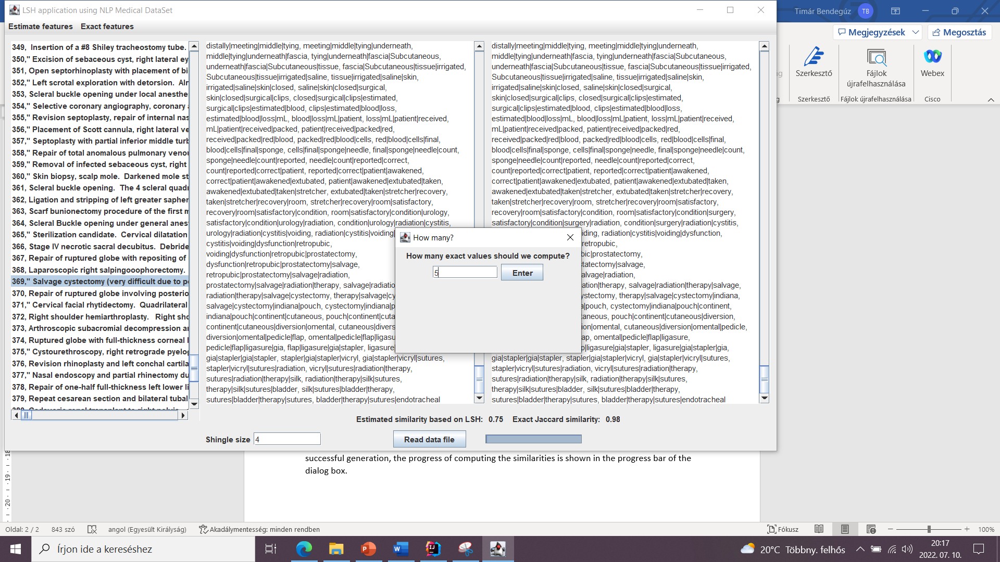 LSH application using NLP Medical DataSet
Timár Bendegúz
TB
Estimate features
Exact features
Megjegyzések
Megosztás
Szerkesztő
Fájlok
újrafelhasználása
Webex
Szerkesztő
Fájlok újrafelhasználása
Cisco
349,  Insertion of a #8 Shiley tracheostomy tube.
350," Excision of sebaceous cyst, right lateral ey
351, Open septorhinoplasty with placement of bi
352," Left scrotal exploration with detorsion.  Alr
353, Scleral buckle opening under local anesthe
354," Selective coronary angiography, coronary a
355," Revision septoplasty, repair of internal nas
356," Placement of Scott cannula, right lateral ve
357," Septoplasty with partial inferior middle turb
358," Repair of total anomalous pulmonary venou
359," Removal of infected sebaceous cyst, right
360," Skin biopsy, scalp mole.  Darkened mole st
361, Scleral buckle opening.  The 4 scleral quadr
362, Ligation and stripping of left greater saphen
363, Scarf bunionectomy procedure of the first m
364, Scleral Buckle opening under general anest
365," Sterilization candidate.  Cervical dilatation
366, Stage IV necrotic sacral decubitus.  Debride
367, Repair of ruptured globe with repositing of
368, Laparoscopic right salpingooophorectomy.
369," Salvage cystectomy (very difficult due to po
370, Repair of ruptured globe involving posterio
371," Cervical facial rhytidectomy.  Quadrilateral
372, Right shoulder hemiarthroplasty.   Right sho
373, Arthroscopic subacromial decompression an
374, Ruptured globe with full-thickness corneal l
375," Cystourethroscopy, right retrograde pyelog
376, Revision rhinoplasty and left conchal cartila
377," Nasal endoscopy and partial rhinectomy du
378, Repair of one-half full-thickness left lower li
379, Repeat cesarean section and bilateral tubal
380, Cadaveric renal transplant to right pelvis
distally|meeting|middle|tying, meeting|middle|tying|underneath,
middle|tying|underneath|fascia, tying|underneath|fascia|Subcutaneous,
underneath|fascia|Subcutaneous|tissue, fascia|Subcutaneous|tissue|irrigated,
Subcutaneous|tissue|irrigated|saline, tissue|irrigated|saline|skin,
irrigated|saline|skin|closed, saline|skin|closed|surgical,
skin|closed|surgical|clips, closed|surgical|clips|estimated,
surgical|clips|estimated|blood, clips|estimated|blood|loss,
estimated|blood|loss|mL, blood|loss|mL|patient, loss|mL|patient|received,
mL|patient|received|packed, patient|received|packed|red,
received|packed|red|blood, packed|red|blood|cells, red|blood|cells|final,
blood|cells|final|sponge, cells|final|sponge|needle, final|sponge|needle|count,
sponge|needle|count|reported, needle|count|reported|correct,
count|reported|correct|patient, reported|correct|patient|awakened,
correct|patient|awakened|extubated, patient|awakened|extubated|taken,
awakened|extubated|taken|stretcher, extubated|taken|stretcher|recovery,
taken|stretcher|recovery|room, stretcher|recovery|room|satisfactory,
recovery|room|satisfactory|condition, room|satisfactory|condition|urology,
satisfactory|condition|urology|radiation, condition|urology|radiation|cystitis,
urology|radiation|cystitis|voiding, radiation|cystitis|voiding
cystitis|voiding|dysfunction|retropubic,
voiding|dysfunction|retropubic|prostatectomy,
dysfunction|retropubic|prostatectomy|salvage,
retropubic|prostatectomy|salvage|radiation,
prostatectomy|salvage|radiation|therapy, salvage|radiatio
radiation|therapy|salvage|cystectomy, therapy|salvage|cy
salvage|cystectomy|indiana|pouch, cystectomy|indiana|p
indiana|pouch|continent|cutaneous, pouch|continent|cuta
continent|cutaneous|diversion|omental, cutaneous|divers
diversion|omental|pedicle|flap, omental|pedicle|flap|ligasu
pedicle|flap|ligasure|gia, flap|ligasure|gia|stapler, ligasure
gia|stapler|gia|stapler, stapler|gia|stapler|vicryl, gia|stapler|vicryl|sutures,
stapler|vicryl|sutures|radiation, vicryl|sutures|radiation|therapy,
sutures|radiation|therapy|silk, radiation|therapy|silk|sutures,
therapy|silk|sutures|bladder, silk|sutures|bladder|therapy,
sutures|bladder|therapy|sutures, bladder|therapy|sutures|endotracheal
distally|meeting|middle|tying, meeting|middle|tying|underneath,
middle|tying|underneath|fascia, tying|underneath|fascia|Subcutaneous,
underneath|fascia|Subcutaneous|tissue, fascia|Subcutaneous|tissue|irrigated,
Subcutaneous|tissue|irrigated|saline, tissue|irrigated|saline|skin,
irrigated|saline|skin|closed, saline|skin|closed|surgical,
skin|closed|surgical|clips, closed|surgical|clips|estimated,
surgical|clips|estimated|blood, clips|estimated|blood|loss,
estimated|blood|loss|mL, blood|loss|mL|patient, loss|mL|patient|received,
mL|patient|received|packed, patient|received|packed|red,
received|packed|red|blood, packed|red|blood|cells, red|blood|cells|final,
blood|cells|final|sponge, cells|final|sponge|needle, final|sponge|needle|count,
sponge|needle|count|reported, needle|count|reported|correct,
count|reported|correct|patient, reported|correct|patient|awakened,
correct|patient|awakened|extubated, patient|awakened|extubated|taken,
awakened|extubated|taken|stretcher, extubated|taken|stretcher|recovery,
taken|stretcher|recovery|room, stretcher|recovery|room|satisfactory,
recovery|room|satisfactory|condition, room|satisfactory|condition|surgery,
satisfactory|condition|surgery|radiation, condition|surgery|radiation|cystitis,
iding, radiation|cystitis|voiding|dysfunction,
retropubic,
bic|prostatectomy,
ctomy|salvage,
salvage|radiation,
ation|therapy, salvage|radiation|therapy|salvage,
ystectomy, therapy|salvage|cystectomy|indiana,
a|pouch, cystectomy|indiana|pouch|continent,
taneous, pouch|continent|cutaneous|diversion,
ion|omental, cutaneous|diversion|omental|pedicle,
ap, omental|pedicle|flap|ligasure,
p|ligasure|gia|stapler, ligasure|gia|stapler|gia,
gia|stapler|gia|stapler, stapler|gia|stapler|vicryl, gia|stapler|vicryl|sutures,
stapler|vicryl|sutures|radiation, vicryl|sutures|radiation|therapy,
sutures|radiation|therapy|silk, radiation|therapy|silk|sutures,
therapy|silk|sutures|bladder, silk|sutures|bladder|therapy,
sutures|bladder|therapy|sutures, bladder|therapy|sutures|endotracheal
How many?
How many exact values should we compute?
5
Enter
Estimated similarity based on LSH: 0.75 Exact Jaccard similarity: 0.98
Shingle size 4
Read data file
successful generation, the progress of computing the similarities is shown in the progress bar of the
dialog box.
18
19
20
Oldal: 2 / 2
843 szó
angol (Egyesült Királyság)
Akadálymentesség: minden rendben
Fókusz
100%
Írjon ide a kereséshez
20°C Többny. felhős
20:17
2022. 07. 10.